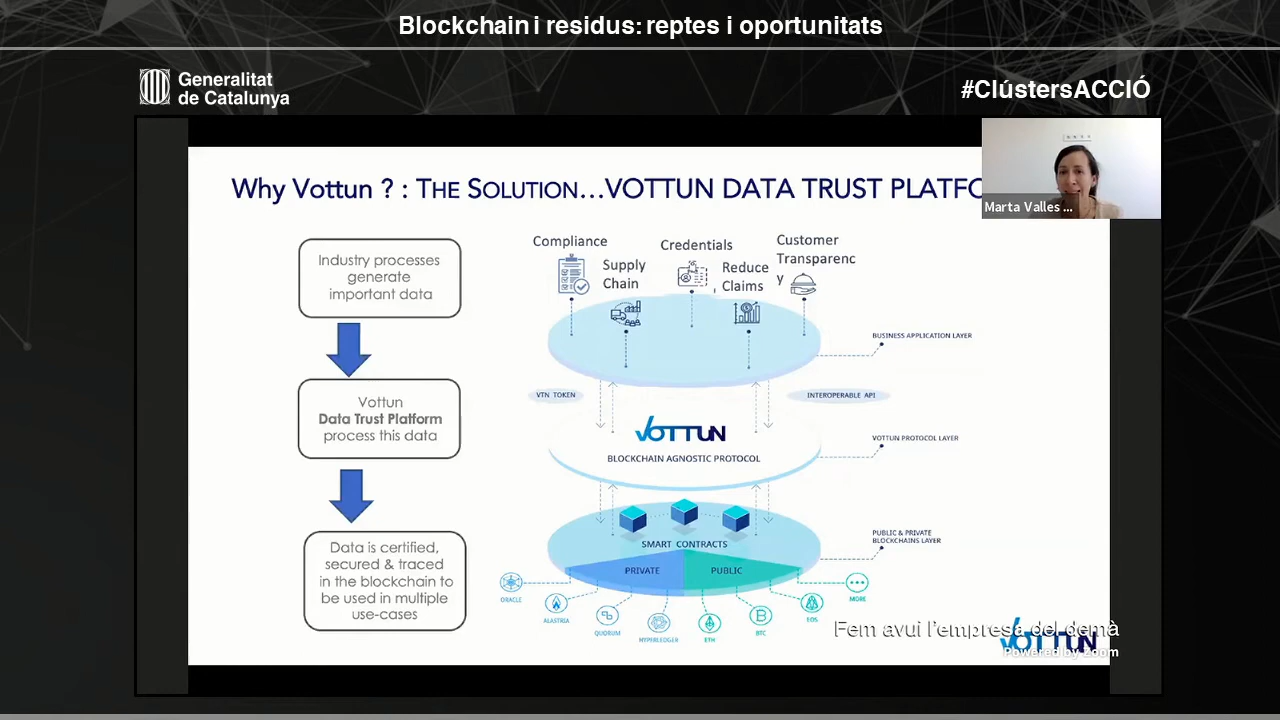 Blockchain i residus: reptes i oportunitats
Generalitat
de Catalunya
#ClústersACCIÓ
Marta Valles ...
Why Vottun ? : THE SOLUTION...VOTTUN DATA TRUST PLATFO
Industry processes
generate
important data
Vottun
Data Trust Platform
process this data
Data is certified,
secured & traced
in the blockchain to
be used in multiple
use-cases
Compliance
Supply
Chain
Credentials
Reduce
Claims
Customer
Transparenc
y
BUSINESS APPLICATION LAYER
VTN TOKEN
INTEROPERABLE API
VOTTUN
BLOCKCHAIN AGNOSTIC PROTOCOL
VOTTUN PROTOCOL LAYER
SMART CONTRACTS
PRIVATE
PUBLIC
PUBLIC & PRIVATE
BLOCKCHAINS LAYER
ORACLE
ALASTRIA
QUORUM
HYPERLEDGER
ETH
BTC
EOS
MORE
Fem avui l'empresa del demà
VOTTUN
Powered by Zoom